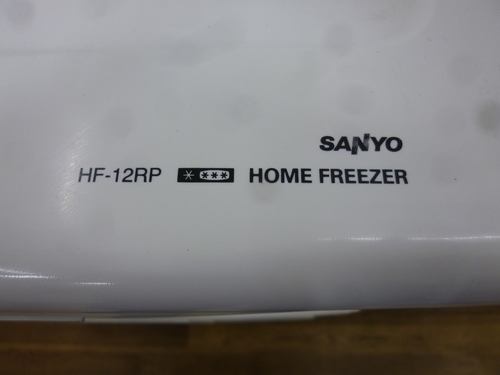 SANYO
HF-12RP * *** HOME FREEZER